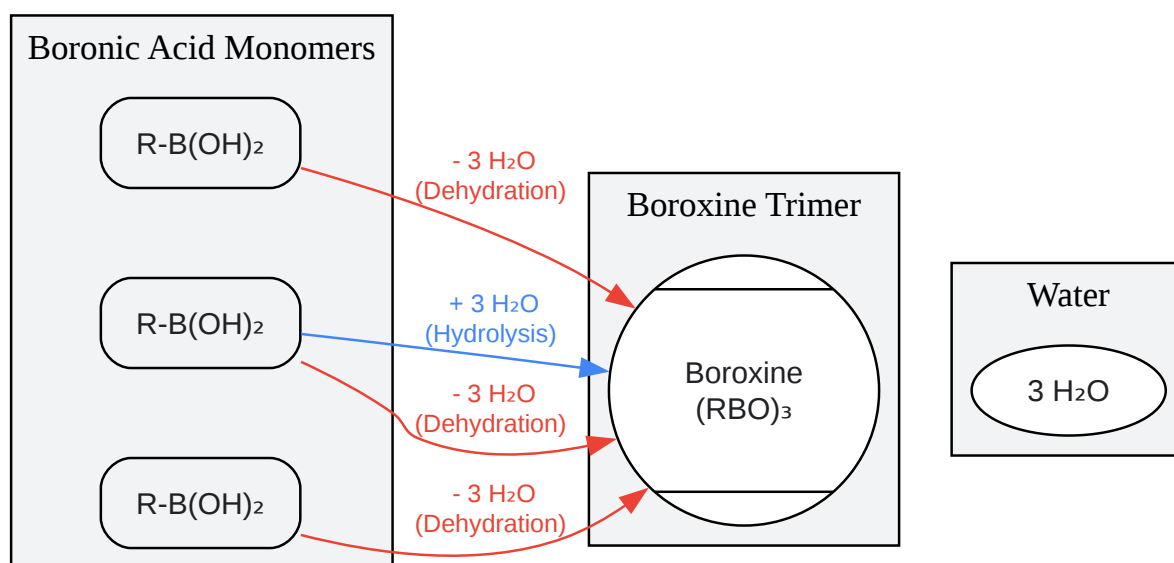 Boronic Acid Monomers
R-B(OH)₂
R-B(OH)₂
R-B(OH)₂
- 3 H₂O
(Dehydration)
+ 3 H₂O
(Hydrolysis)
- 3 H₂O
(Dehydration)
- 3 H₂O
(Dehydration)
Boroxine Trimer
Boroxine
(RBO)₃
Water
3 H₂O